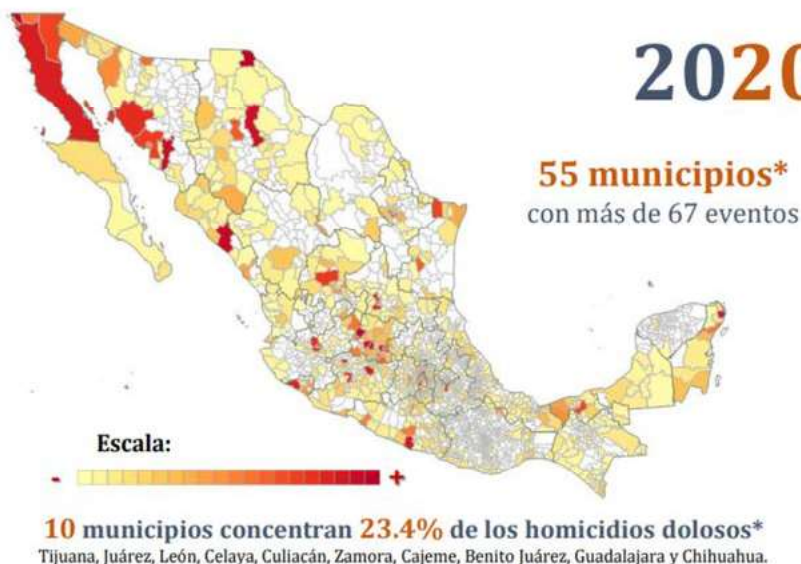 2020
55 municipios*
con más de 67 eventos
Escala:
- +
10 municipios concentran 23.4% de los homicidios dolosos*
Tijuana, Juárez, León, Celaya, Culiacán, Zamora, Cajeme, Benito Juárez, Guadalajara y Chihuahua.